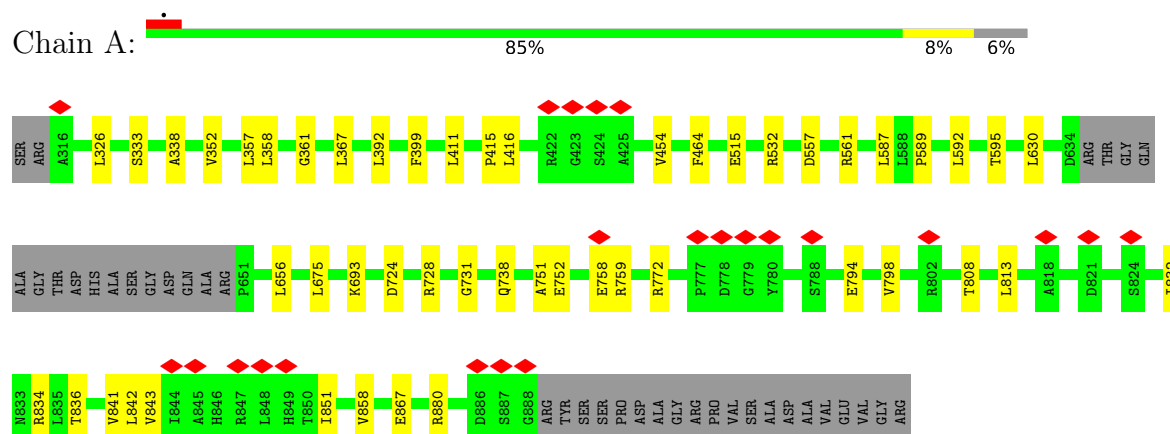 Chain A:
85% 8% 6%
SER ARG A316 L326 S333 A338 V352 L357 L358 G361 L367 L392 F399 L411 P415 L416 R422 G423 S424 A425 V454 F464 E515 R532 D557 R561 L587 L588 P589 L592 T595 L630 D634 ARG THR GLY GLN
ALA GLY THR ASP HIS ALA SER GLY ASP GLN ALA ARG P651 L656 L675 K693 D724 R728 G731 Q738 A751 E752 E758 R759 R772 P777 D778 G779 Y780 S788 E794 V798 R802 T808 L813 A818 D821 S824
N833 R834 L835 T836 V841 L842 V843 I844 A845 H846 R847 L848 H849 T850 I851 V858 E867 R880 D886 S887 G888 ARG TYR SER SER PRO ASP ALA GLY ARG PRO VAL SER ALA ASP ALA VAL GLU VAL GLY ARG